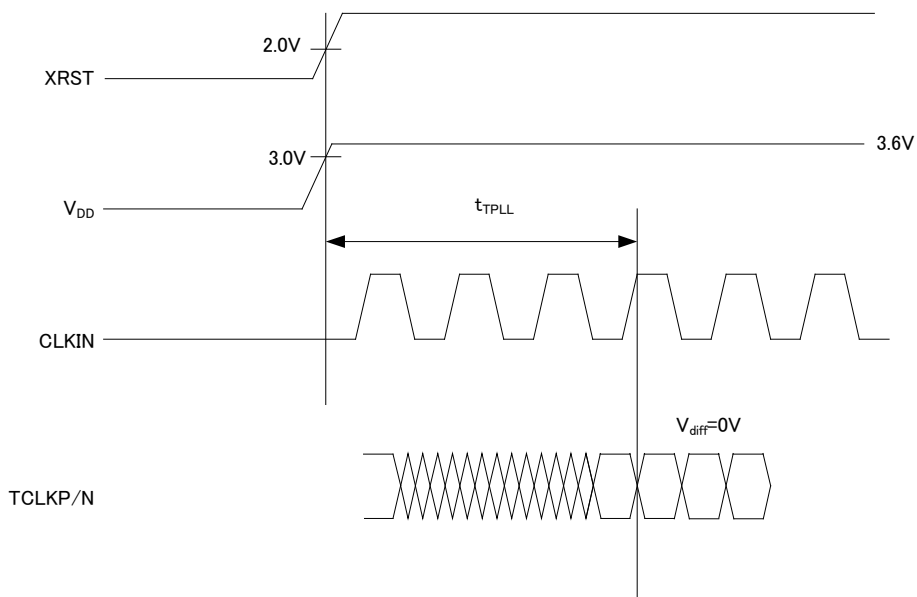 2.0V
XRST
3.0V
3.6V
VDD
tTPLL
CLKIN
Vdiff=0V
TCLKP/N